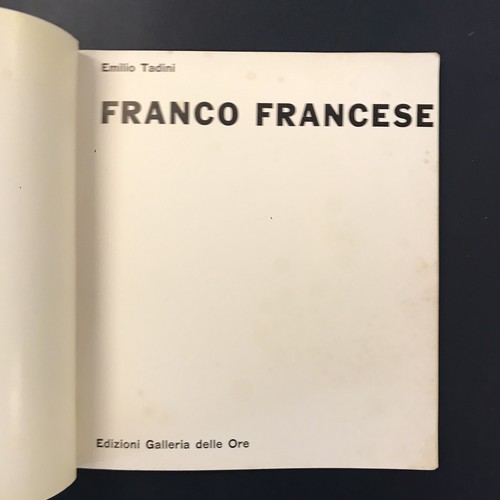 Emilio Tadini
FRANCO FRANCESE
Edizioni Galleria delle Ore